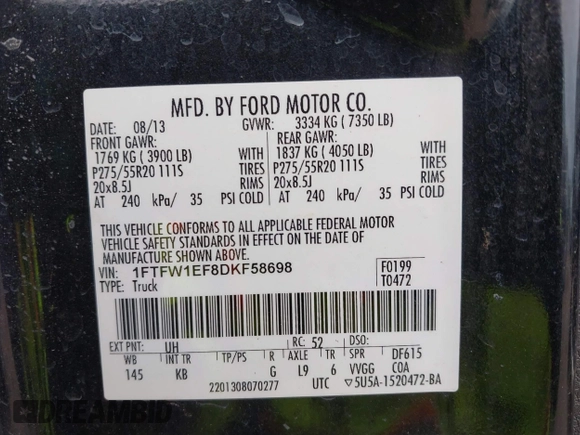 MFD. BY FORD MOTOR CO.
DATE: 08/13 GVWR: 3334 KG ( 7350 LB)
FRONT GAWR: REAR GAWR:
1769 KG ( 3900 LB) WITH 1837 KG ( 4050 LB) WITH
P275/55R20 111S TIRES P275/55R20 111S TIRES
20x8.5J RIMS 20x8.5J RIMS
AT 240 kPa/ 35 PSI COLD AT 240 kPa/ 35 PSI COLD
THIS VEHICLE CONFORMS TO ALL APPLICABLE FEDERAL MOTOR
VEHICLE SAFETY STANDARDS IN EFFECT ON THE DATE OF
MANUFACTURE SHOWN ABOVE.
VIN: 1FTFW1EF8DKF58698 F0199
TYPE: Truck T0472
EXT PNT: UH RC: 52 DSO:
WB INT TR TP/PS R AXLE TR SPR DF615
145 KB G L9 6 VVGG COA
2201308070277 UTC ▽5U5A-1520472-BA
DREAMBID